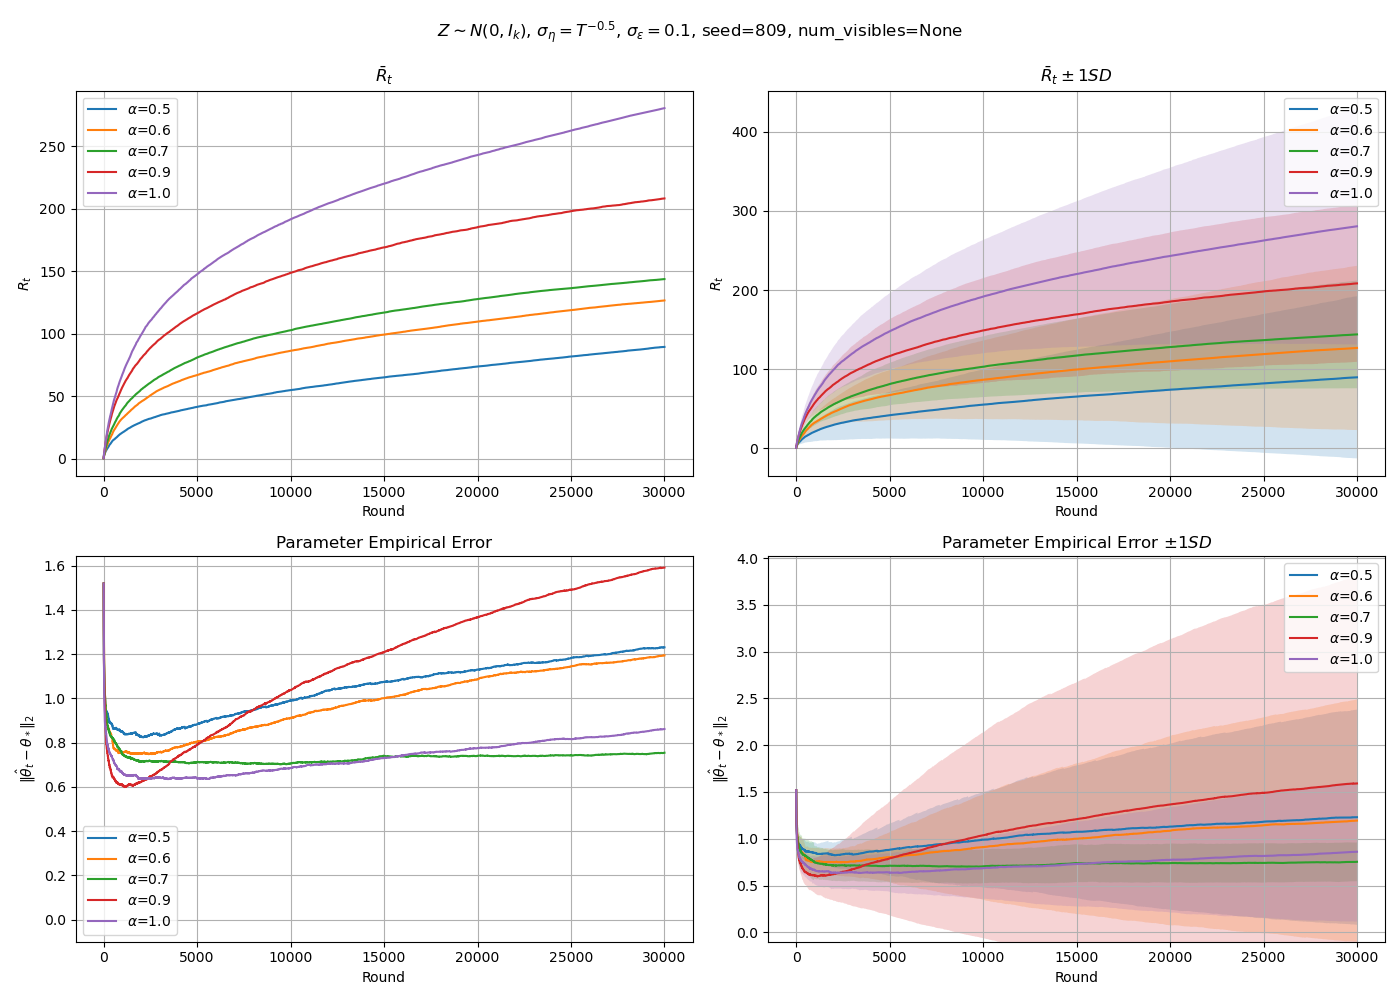 Z ~ N(0, I_k), σ_η = T^{-0.5}, σ_ε = 0.1, seed=809, num_visibles=None
R̄_t
R_t
250
200
150
100
50
0
α=0.5
α=0.6
α=0.7
α=0.9
α=1.0
0 5000 10000 15000 20000 25000 30000
Round
R̄_t ± 1SD
R_t
400
300
200
100
0
α=0.5
α=0.6
α=0.7
α=0.9
α=1.0
0 5000 10000 15000 20000 25000 30000
Round
Parameter Empirical Error
‖θ̂_t − θ_*‖_2
1.6
1.4
1.2
1.0
0.8
0.6
0.4
0.2
0.0
α=0.5
α=0.6
α=0.7
α=0.9
α=1.0
0 5000 10000 15000 20000 25000 30000
Round
Parameter Empirical Error ±1SD
‖θ̂_t − θ_*‖_2
4.0
3.5
3.0
2.5
2.0
1.5
1.0
0.5
0.0
α=0.5
α=0.6
α=0.7
α=0.9
α=1.0
0 5000 10000 15000 20000 25000 30000
Round